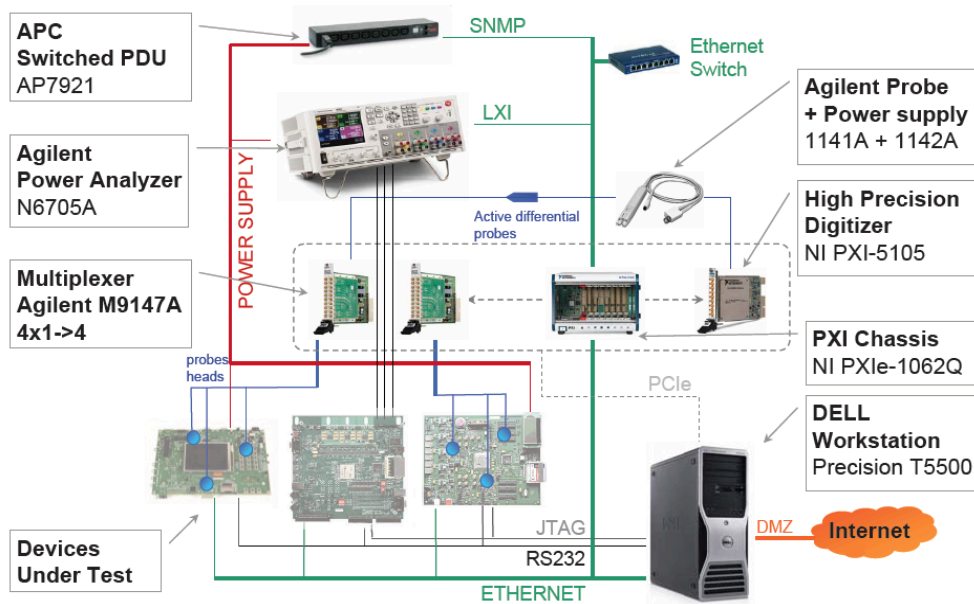 APC
Switched PDU
AP7921
SNMP
Ethernet
Switch
Agilent Probe
+ Power supply
1141A + 1142A
LXI
Agilent
Power Analyzer
N6705A
POWER SUPPLY
Active differential
probes
High Precision
Digitizer
NI PXI-5105
Multiplexer
Agilent M9147A
4x1->4
PXI Chassis
NI PXIe-1062Q
probes
heads
PCIe
DELL
Workstation
Precision T5500
Devices
Under Test
JTAG
RS232
ETHERNET
DMZ
Internet